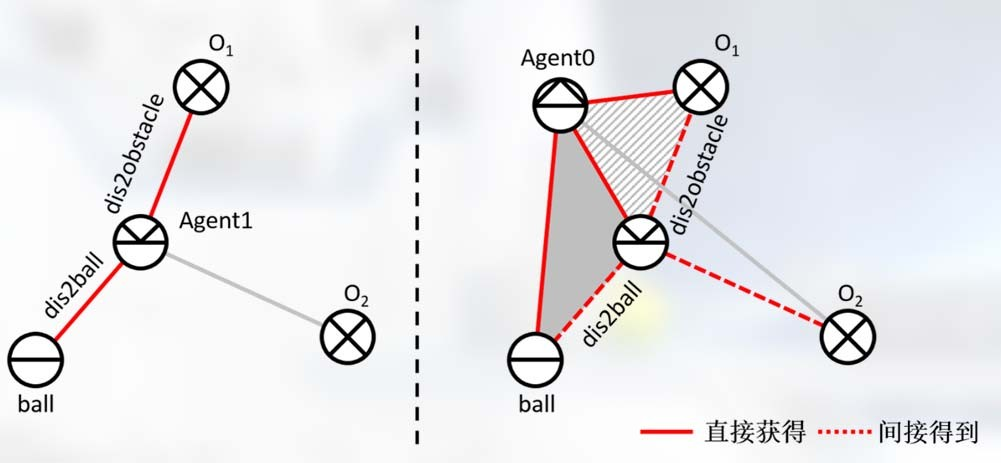 O1
dis2obstacle
Agent1
dis2ball
O2
ball
Agent0
O1
dis2obstacle
dis2ball
O2
ball
直接获得
间接得到